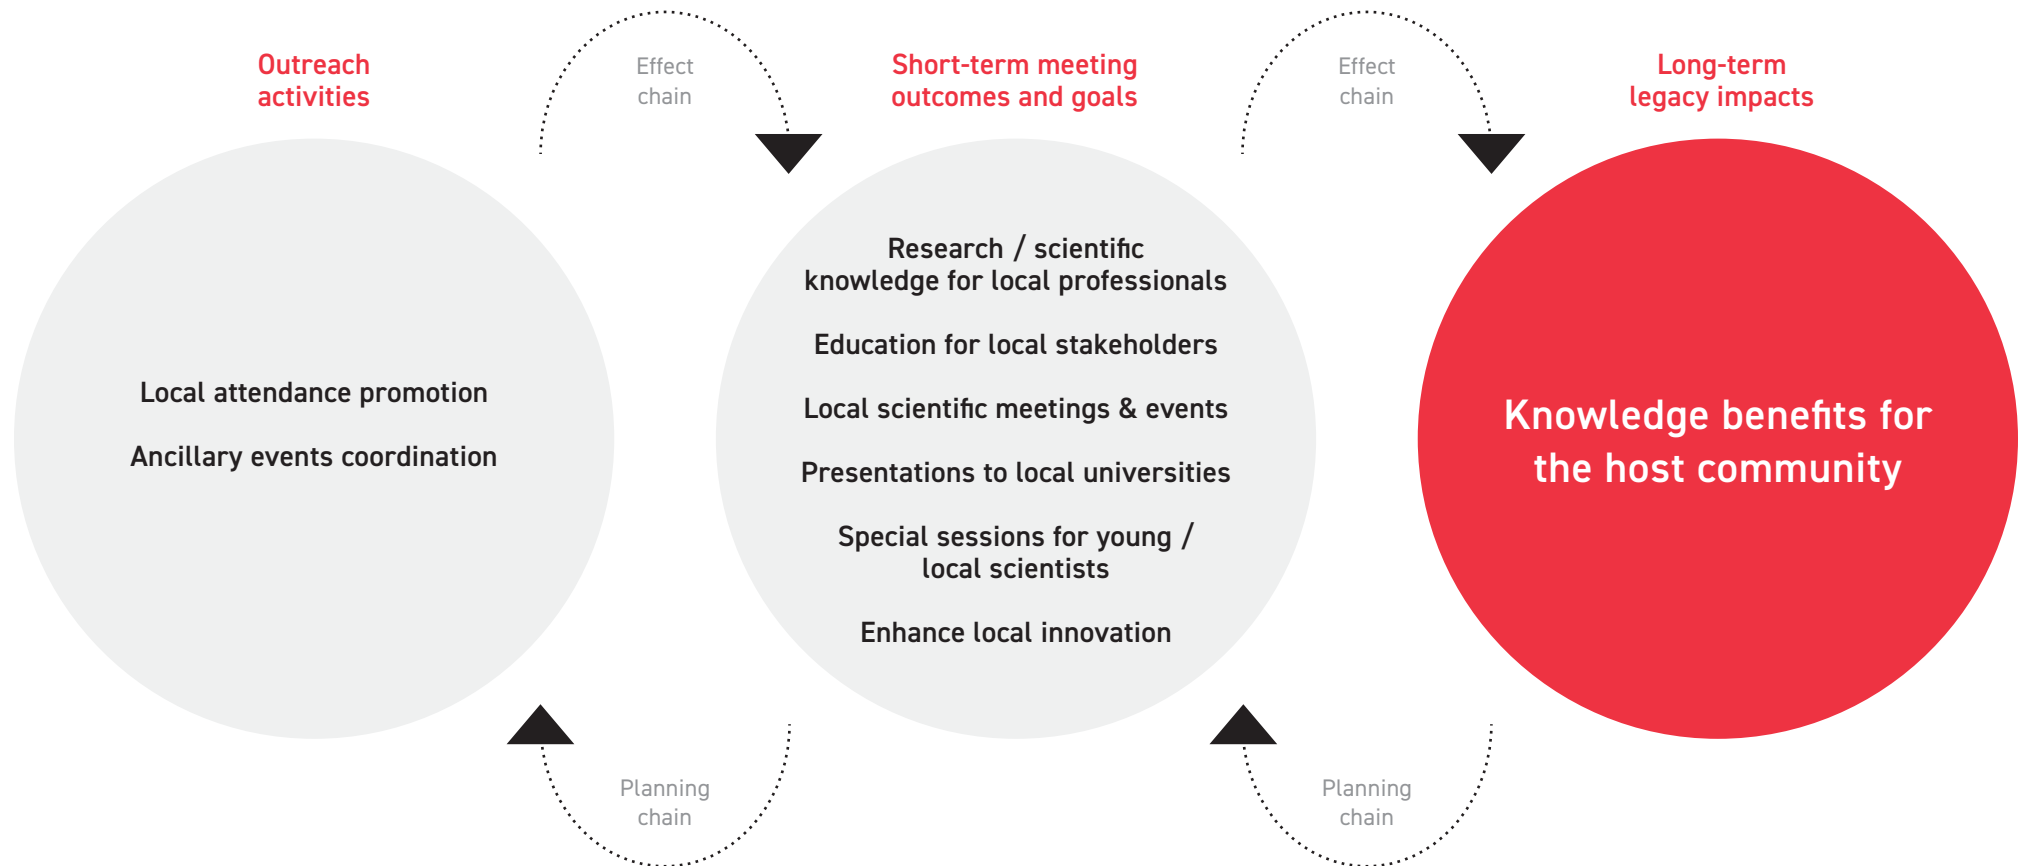 Outreach
activities
Effect
chain
Short-term meeting
outcomes and goals
Effect
chain
Long-term
legacy impacts
Local attendance promotion
Ancillary events coordination
Research / scientific
knowledge for local professionals
Education for local stakeholders
Local scientific meetings & events
Presentations to local universities
Special sessions for young /
local scientists
Enhance local innovation
Knowledge benefits for
the host community
Planning
chain
Planning
chain